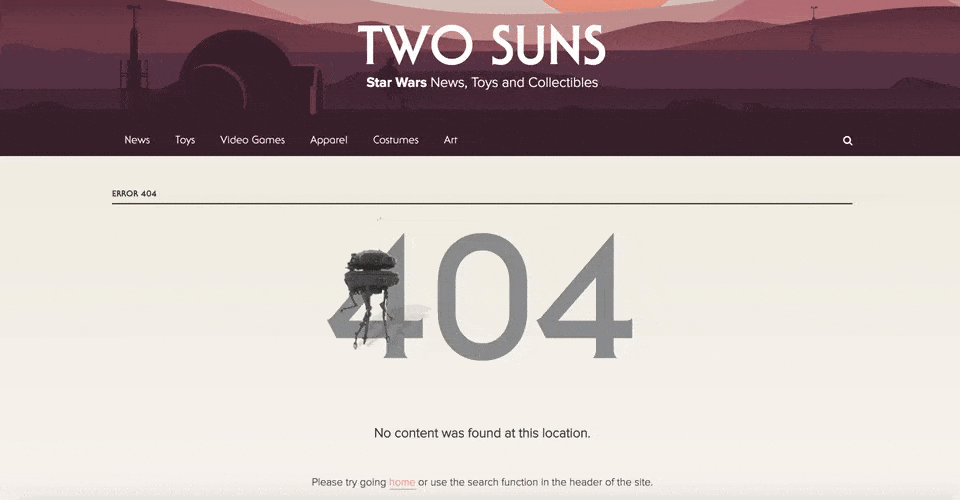 TWO SUNS
Star Wars News, Toys and Collectibles
News Toys Video Games Apparel Costumes Art
ERROR 404
404
No content was found at this location.
Please try going home or use the search function in the header of the site.